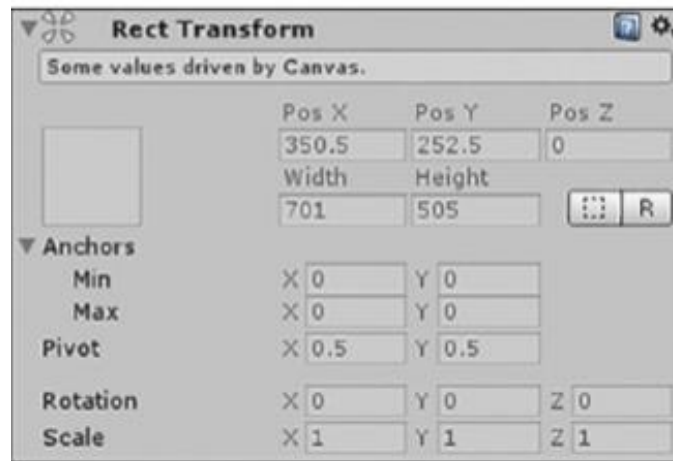 Rect Transform
Some values driven by Canvas.
Pos X Pos Y Pos Z
350.5 252.5 0
Width Height
701 505
R
Anchors
Min X 0 Y 0
Max X 0 Y 0
Pivot X 0.5 Y 0.5
Rotation X 0 Y 0 Z 0
Scale X 1 Y 1 Z 1